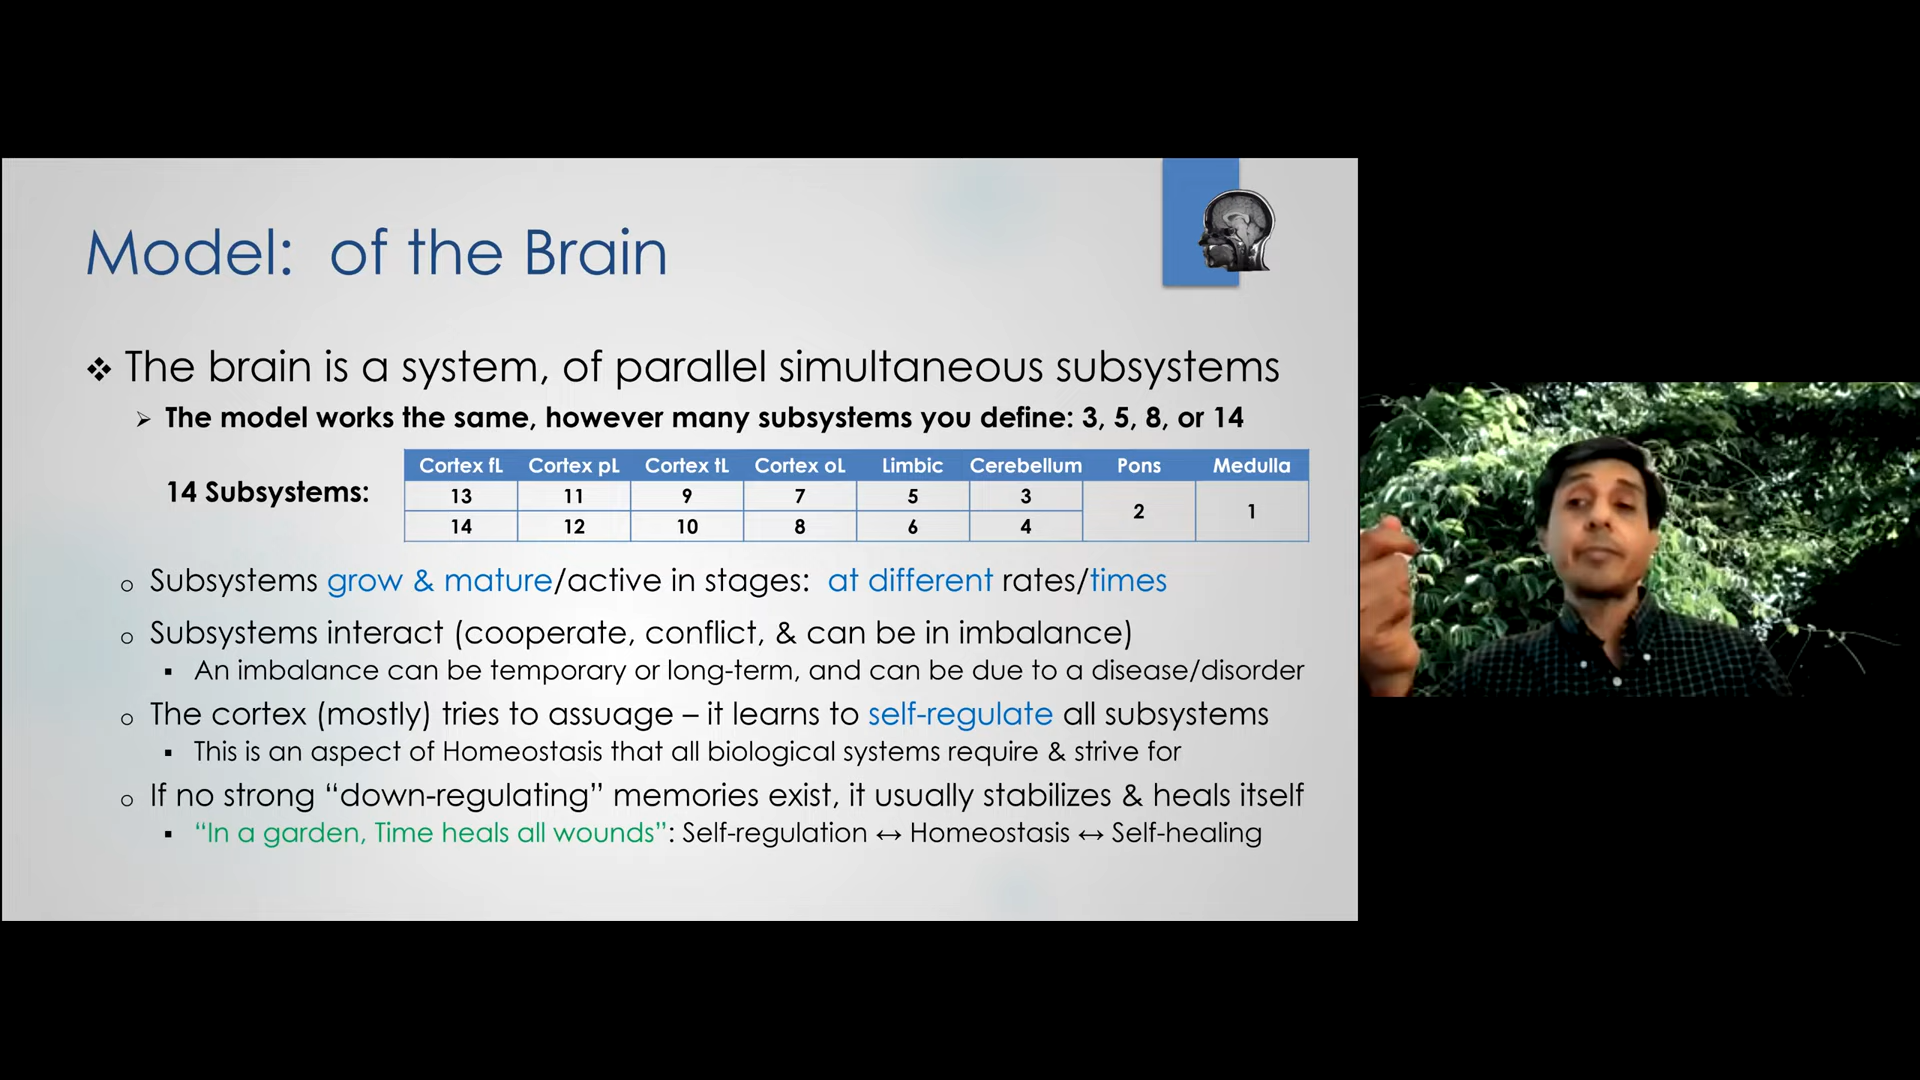 Model:  of the Brain
❖ The brain is a system, of parallel simultaneous subsystems
➢ The model works the same, however many subsystems you define: 3, 5, 8, or 14
14 Subsystems:
Cortex fL Cortex pL Cortex tL Cortex oL Limbic Cerebellum Pons Medulla
13 11 9 7 5 3 2 1
14 12 10 8 6 4
o Subsystems grow & mature/active in stages:  at different rates/times
o Subsystems interact (cooperate, conflict, & can be in imbalance)
▪ An imbalance can be temporary or long-term, and can be due to a disease/disorder
o The cortex (mostly) tries to assuage – it learns to self-regulate all subsystems
▪ This is an aspect of Homeostasis that all biological systems require & strive for
o If no strong “down-regulating” memories exist, it usually stabilizes & heals itself
▪ “In a garden, Time heals all wounds”: Self-regulation ↔ Homeostasis ↔ Self-healing